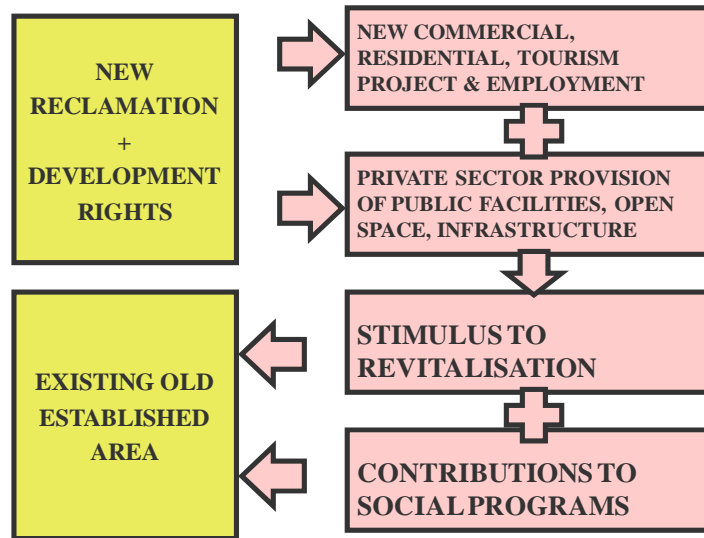 NEW
RECLAMATION
+
DEVELOPMENT
RIGHTS
NEW COMMERCIAL,
RESIDENTIAL, TOURISM
PROJECT & EMPLOYMENT
PRIVATE SECTOR PROVISION
OF PUBLIC FACILITIES, OPEN
SPACE, INFRASTRUCTURE
STIMULUS TO
REVITALISATION
CONTRIBUTIONS TO
SOCIAL PROGRAMS
EXISTING OLD
ESTABLISHED
AREA